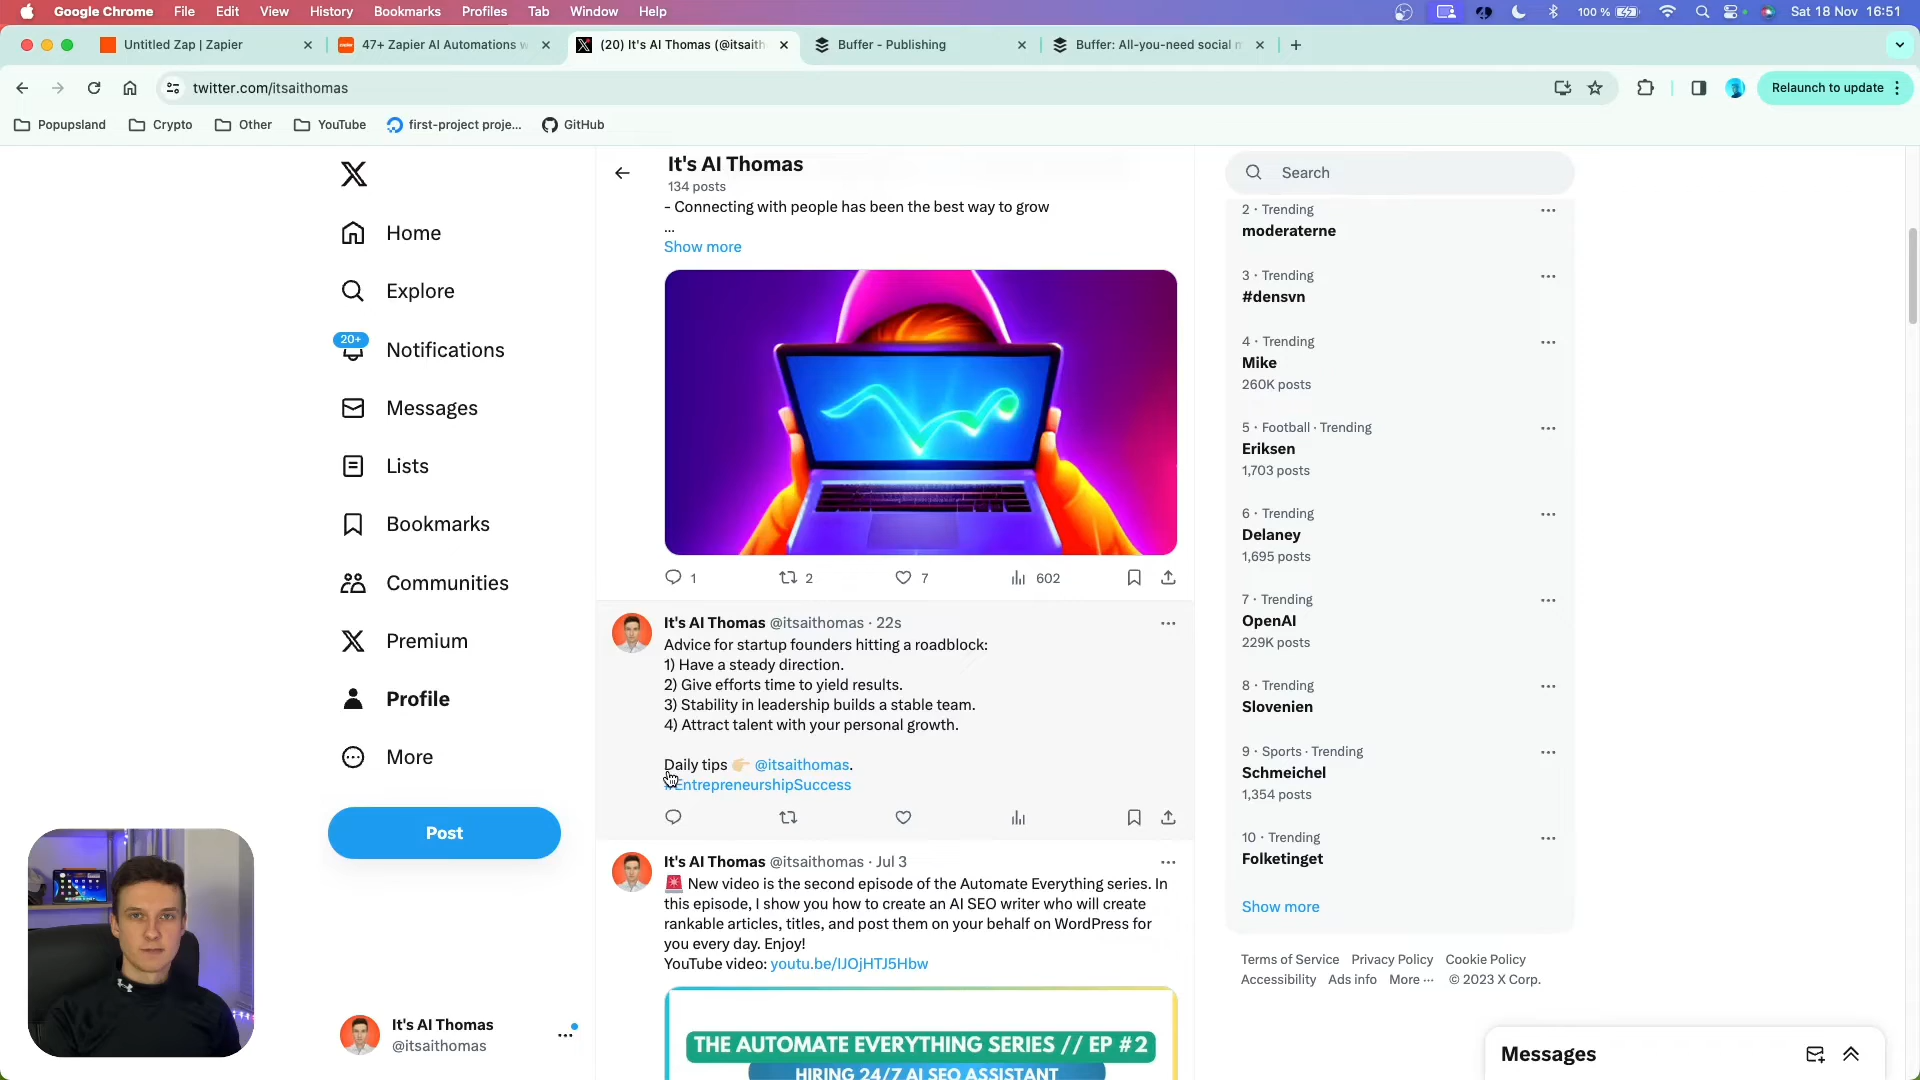 Google Chrome File Edit View History Bookmarks Profiles Tab Window Help
100 % Sat 18 Nov 16:51
Untitled Zap | Zapier
47+ Zapier AI Automations
(20) It's AI Thomas (@itsaith
Buffer - Publishing
Buffer: All-you-need social
twitter.com/itsaithomas
Relaunch to update
Popupsland
Crypto
Other
YouTube
first-project proje...
GitHub
Home
Explore
20+
Notifications
Messages
Lists
Bookmarks
Communities
Premium
Profile
More
Post
It's AI Thomas
@itsaithomas
It's AI Thomas
134 posts
- Connecting with people has been the best way to grow
...
Show more
1 2 7 602
It's AI Thomas @itsaithomas · 22s
Advice for startup founders hitting a roadblock:
1) Have a steady direction.
2) Give efforts time to yield results.
3) Stability in leadership builds a stable team.
4) Attract talent with your personal growth.
Daily tips 👉🏼 @itsaithomas.
#EntrepreneurshipSuccess
It's AI Thomas @itsaithomas · Jul 3
🚨 New video is the second episode of the Automate Everything series. In
this episode, I show you how to create an AI SEO writer who will create
rankable articles, titles, and post them on your behalf on WordPress for
you every day. Enjoy!
YouTube video: youtu.be/IJOjHTJ5Hbw
THE AUTOMATE EVERYTHING SERIES // EP #2
HIRING 24/7 AI SEO ASSISTANT
Search
2 · Trending
moderaterne
3 · Trending
#densvn
4 · Trending
Mike
260K posts
5 · Football · Trending
Eriksen
1,703 posts
6 · Trending
Delaney
1,695 posts
7 · Trending
OpenAI
229K posts
8 · Trending
Slovenien
9 · Sports · Trending
Schmeichel
1,354 posts
10 · Trending
Folketinget
Show more
Terms of Service Privacy Policy Cookie Policy
Accessibility Ads info More ··· © 2023 X Corp.
Messages